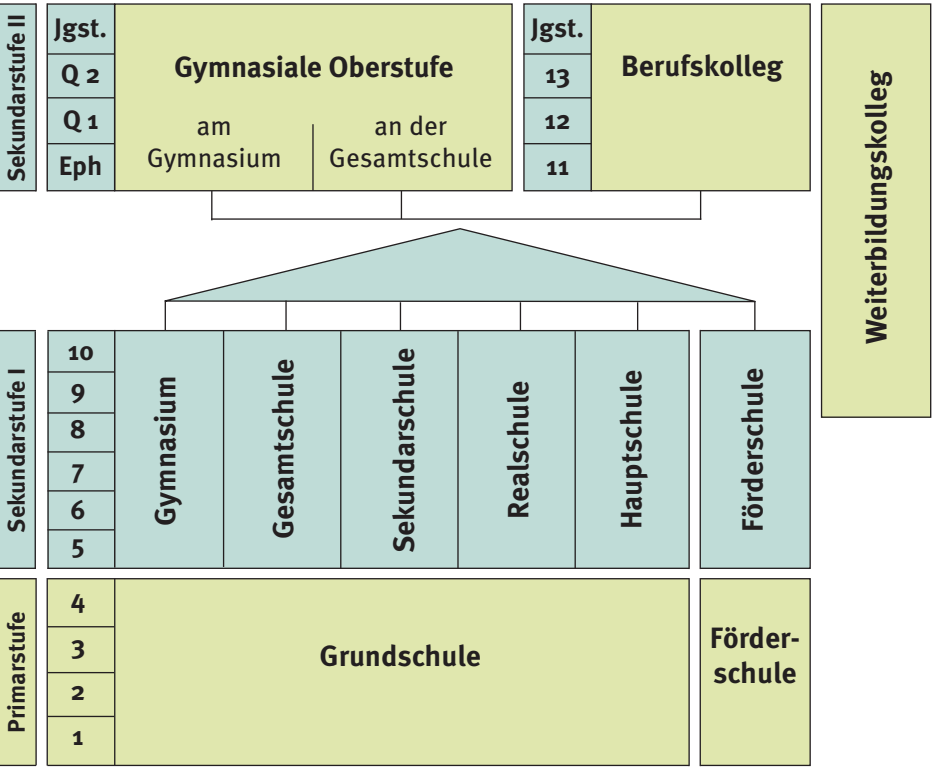 Sekundarstufe II
Jgst.
Q 2
Q 1
Eph
Gymnasiale Oberstufe
am
Gymnasium
an der
Gesamtschule
Jgst.
13
12
11
Berufskolleg
Weiterbildungskolleg
Sekundarstufe I
10
9
8
7
6
5
Gymnasium
Gesamtschule
Sekundarschule
Realschule
Hauptschule
Förderschule
Primarstufe
4
3
2
1
Grundschule
Förder-
schule